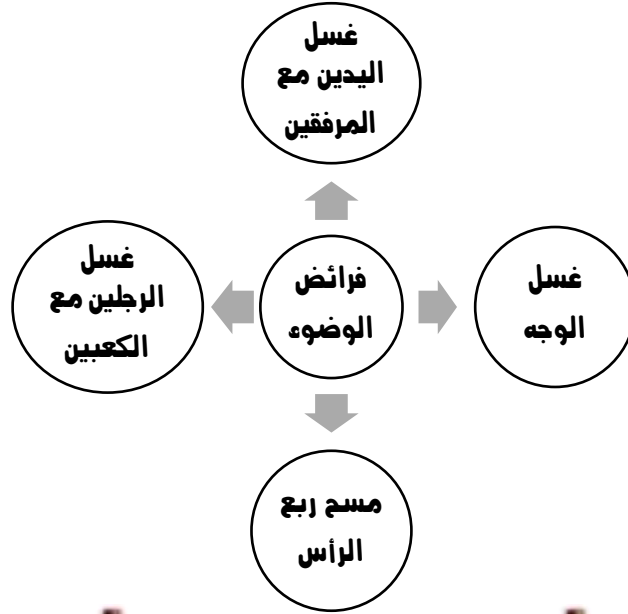 غسل
اليدين مع
المرفقين
غسل
الوجه
فرائض
الوضوء
غسل
الرجلين مع
الكعبين
مسح ربع
الرأس